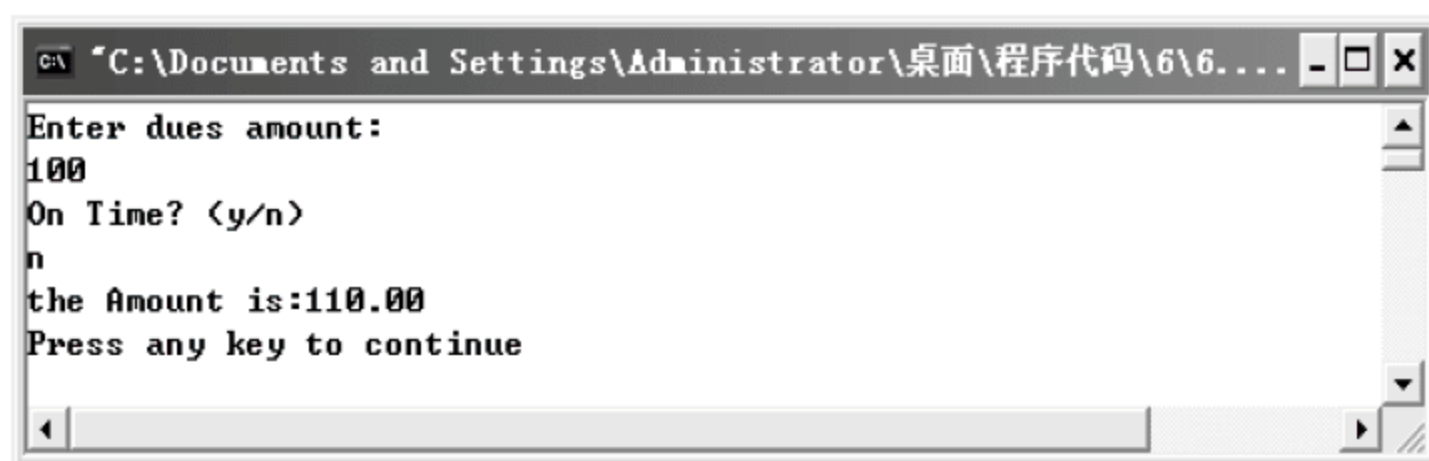 "C:\Documents and Settings\Administrator\桌面\程序代码\6\6....
Enter dues amount:
100
On Time? (y/n)
n
the Amount is:110.00
Press any key to continue